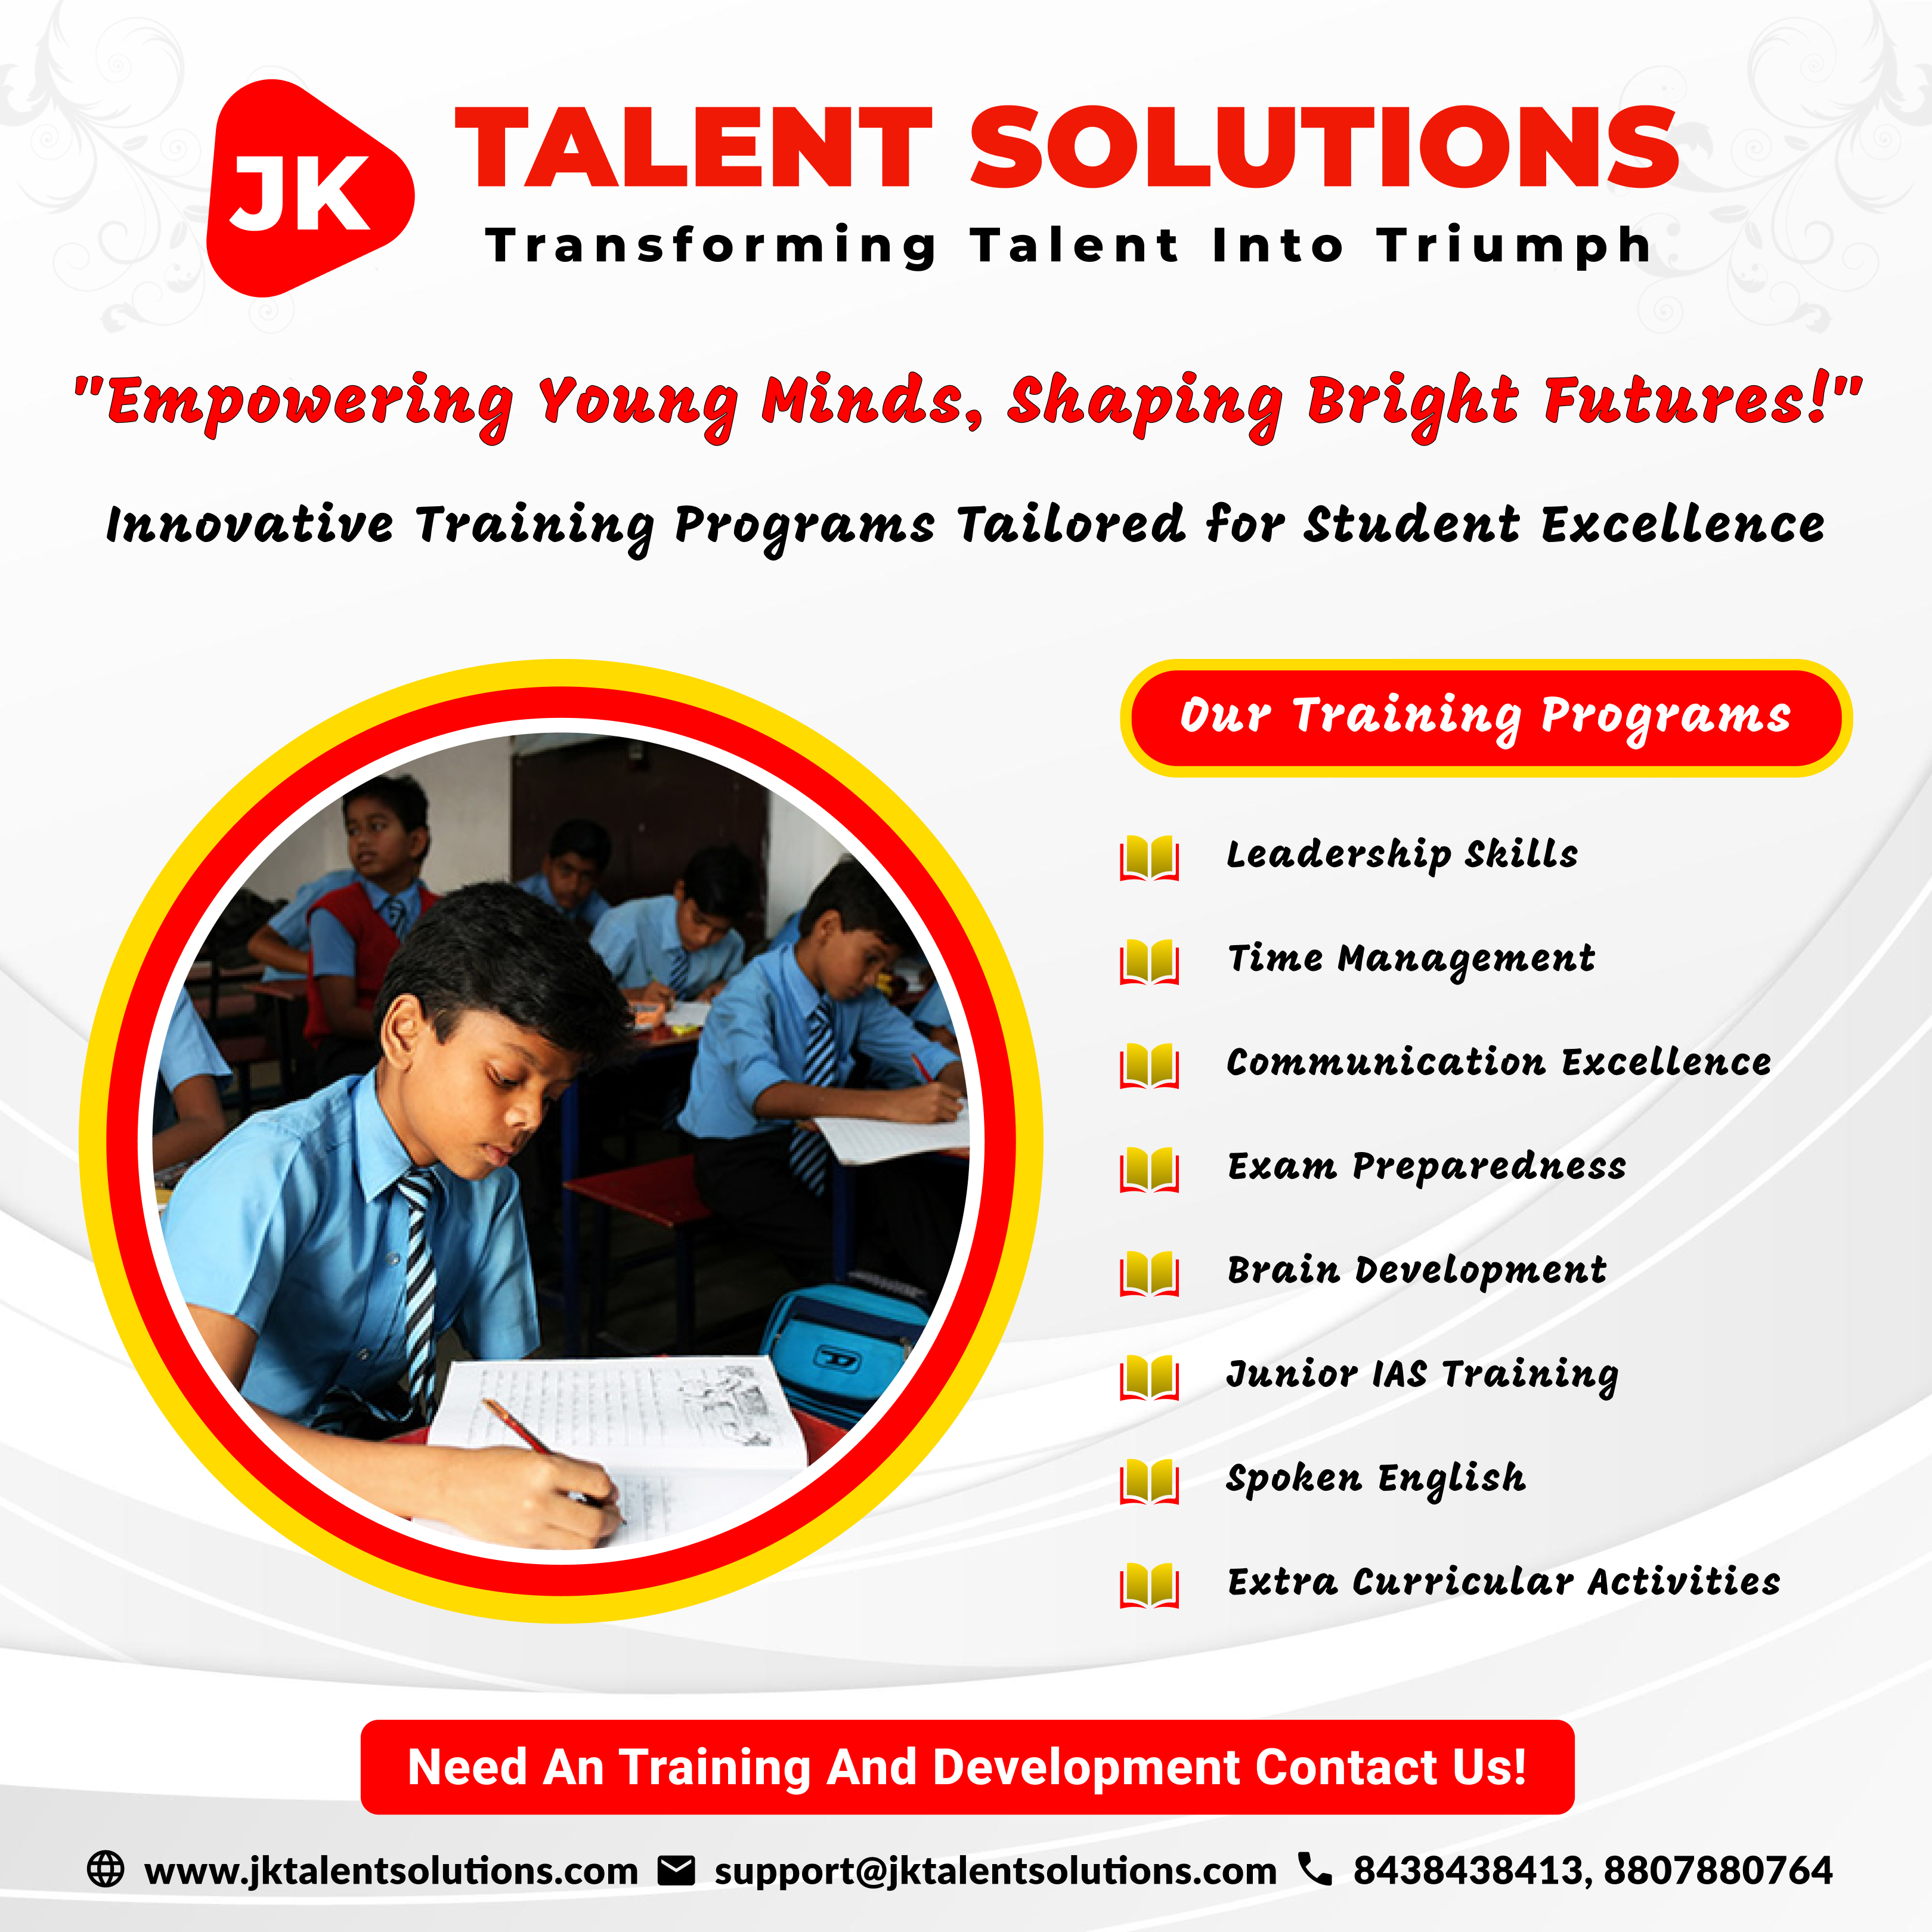 JK
TALENT SOLUTIONS
Transforming Talent Into Triumph
"Empowering Young Minds, Shaping Bright Futures!"
Innovative Training Programs Tailored for Student Excellence
Our Training Programs
Leadership Skills
Time Management
Communication Excellence
Exam Preparedness
Brain Development
Junior IAS Training
Spoken English
Extra Curricular Activities
Need An Training And Development Contact Us!
www.jktalentsolutions.com support@jktalentsolutions.com 8438438413, 8807880764